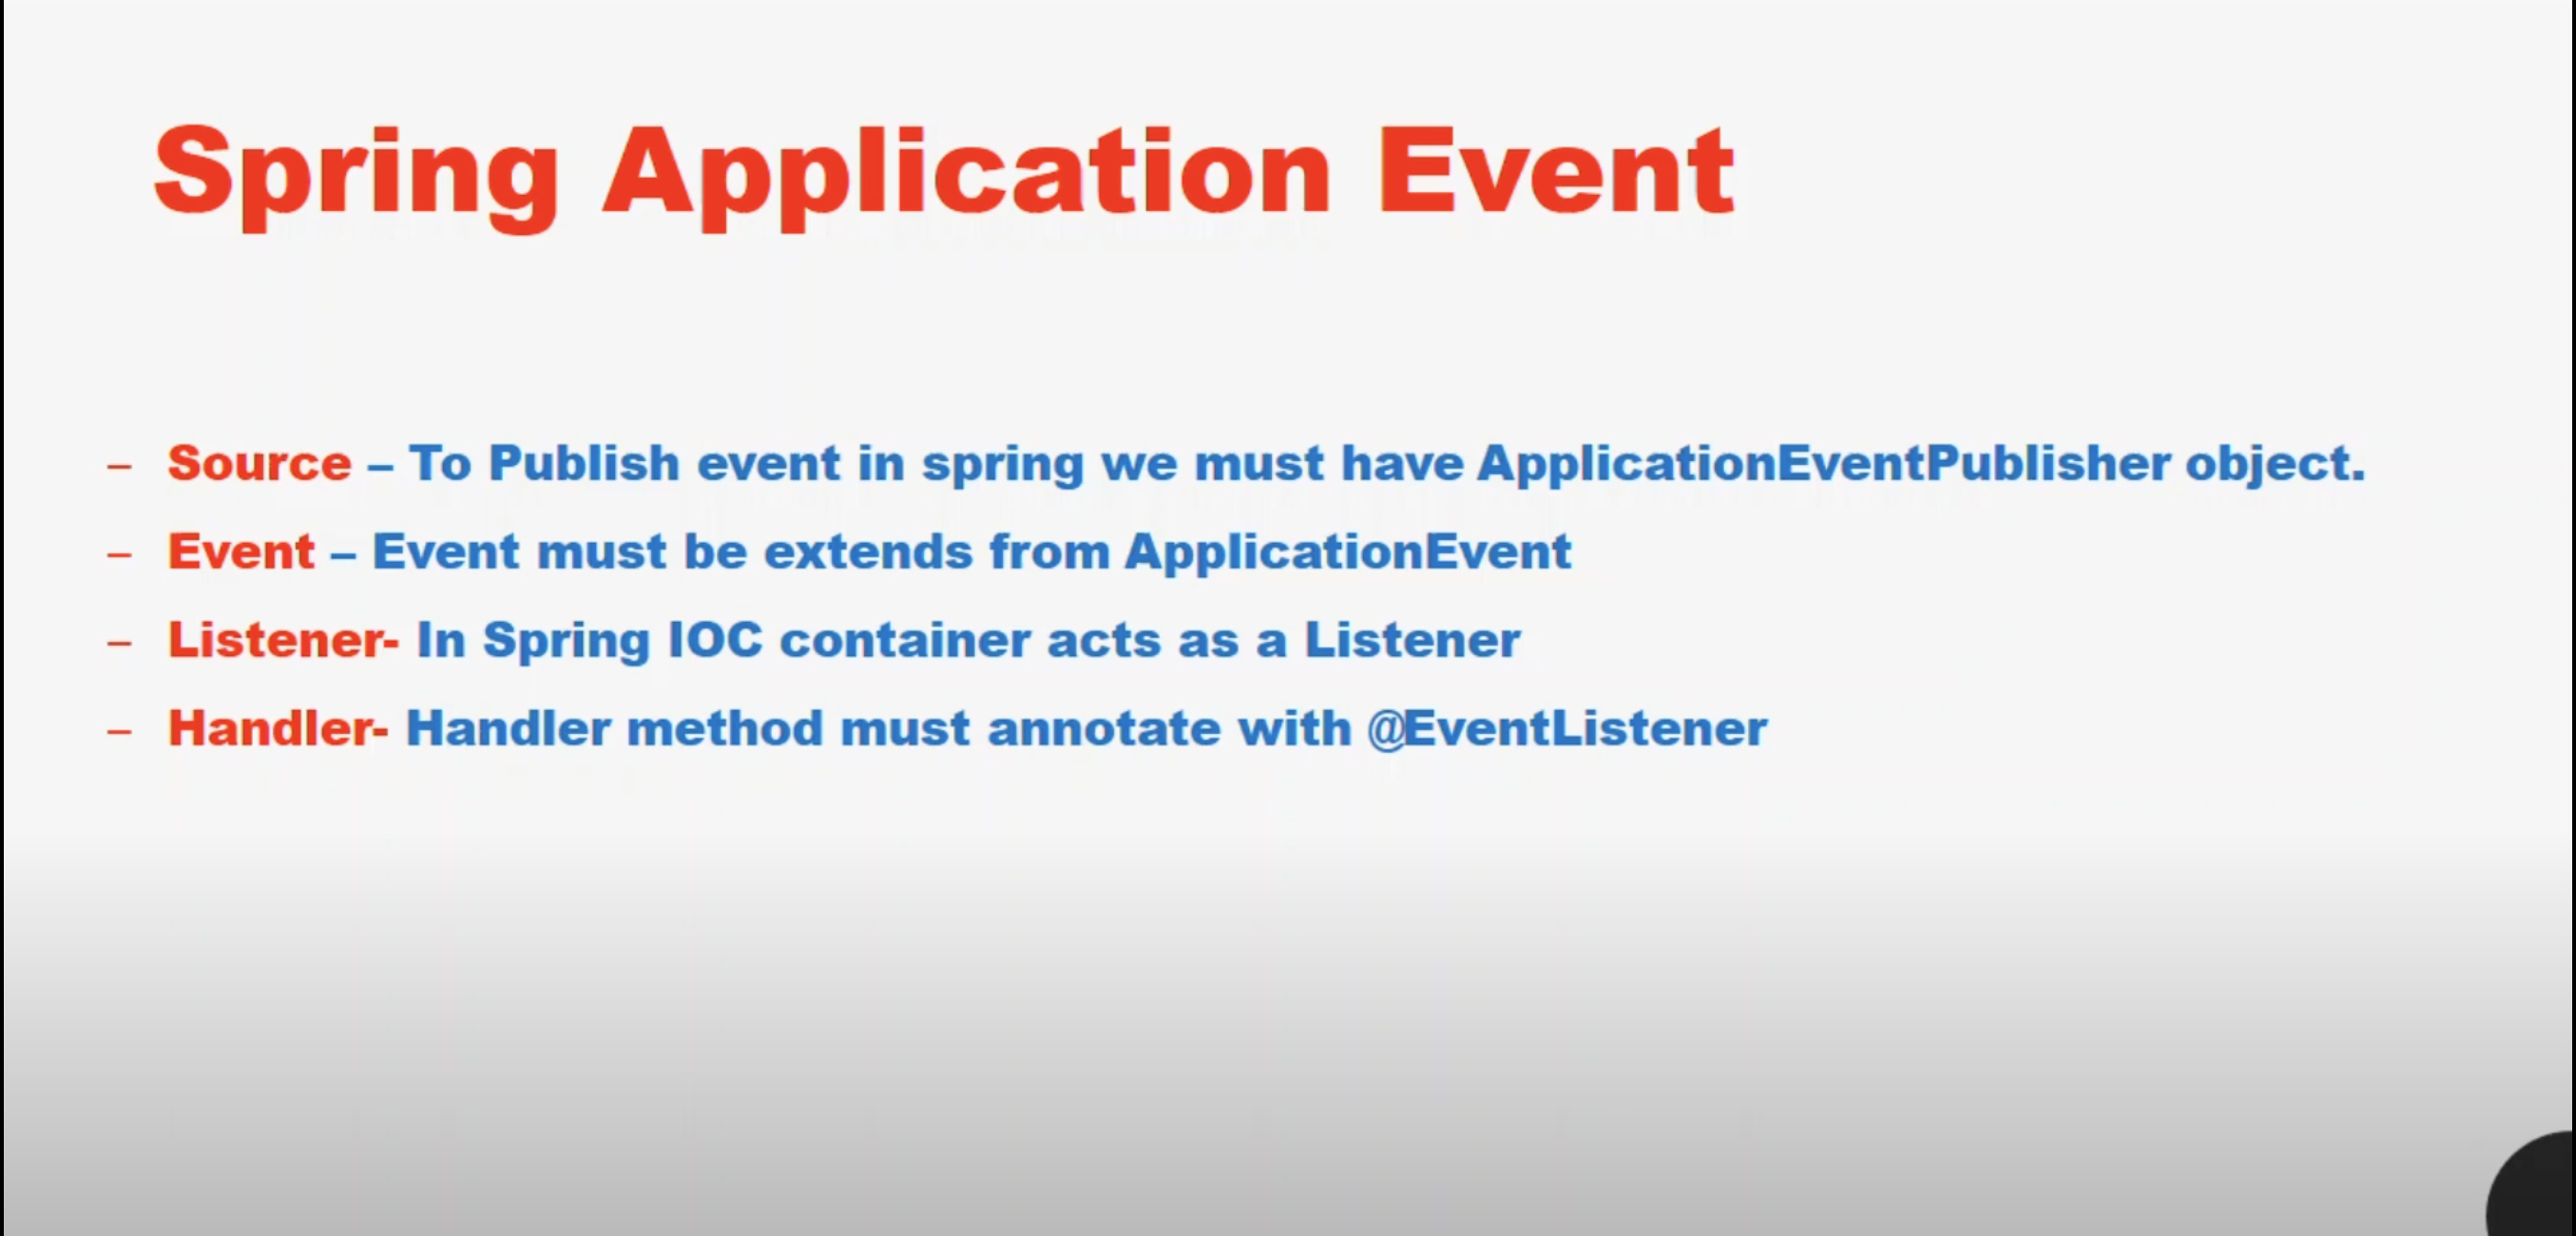 Spring Application Event
– Source – To Publish event in spring we must have ApplicationEventPublisher object.
– Event – Event must be extends from ApplicationEvent
– Listener- In Spring IOC container acts as a Listener
– Handler- Handler method must annotate with @EventListener